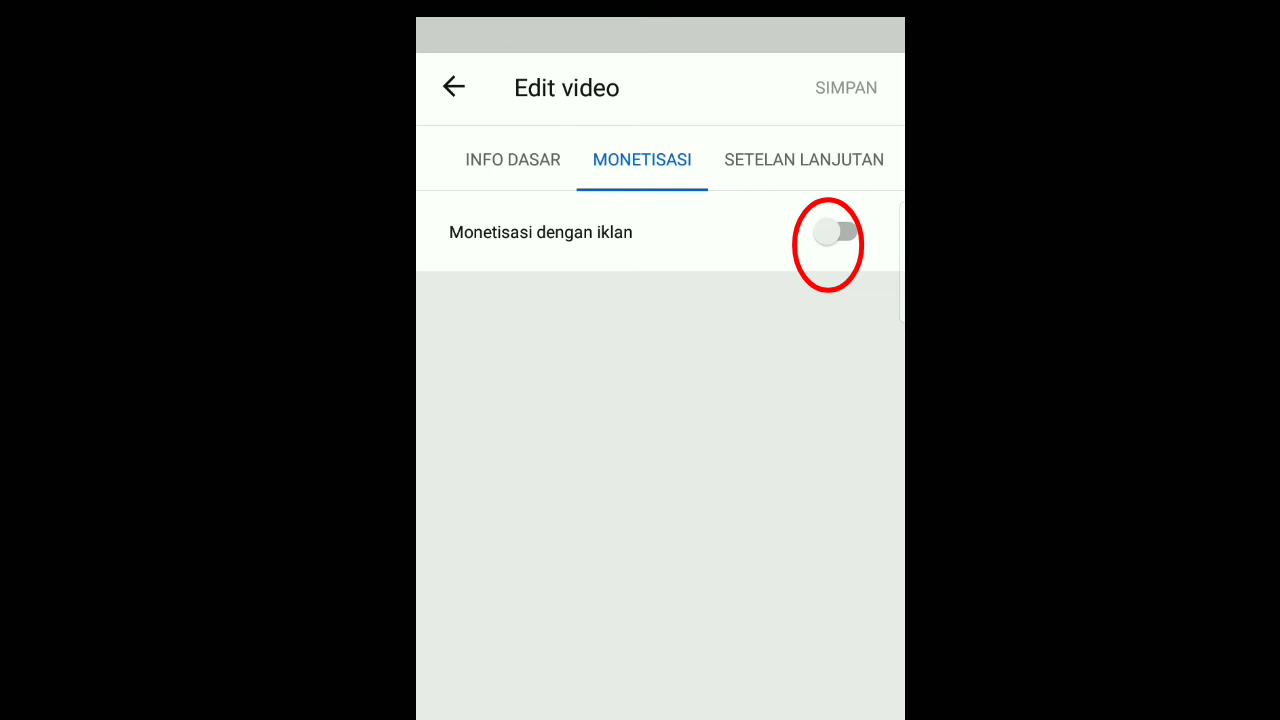 Edit video
SIMPAN
INFO DASAR
MONETISASI
SETELAN LANJUTAN
Monetisasi dengan iklan